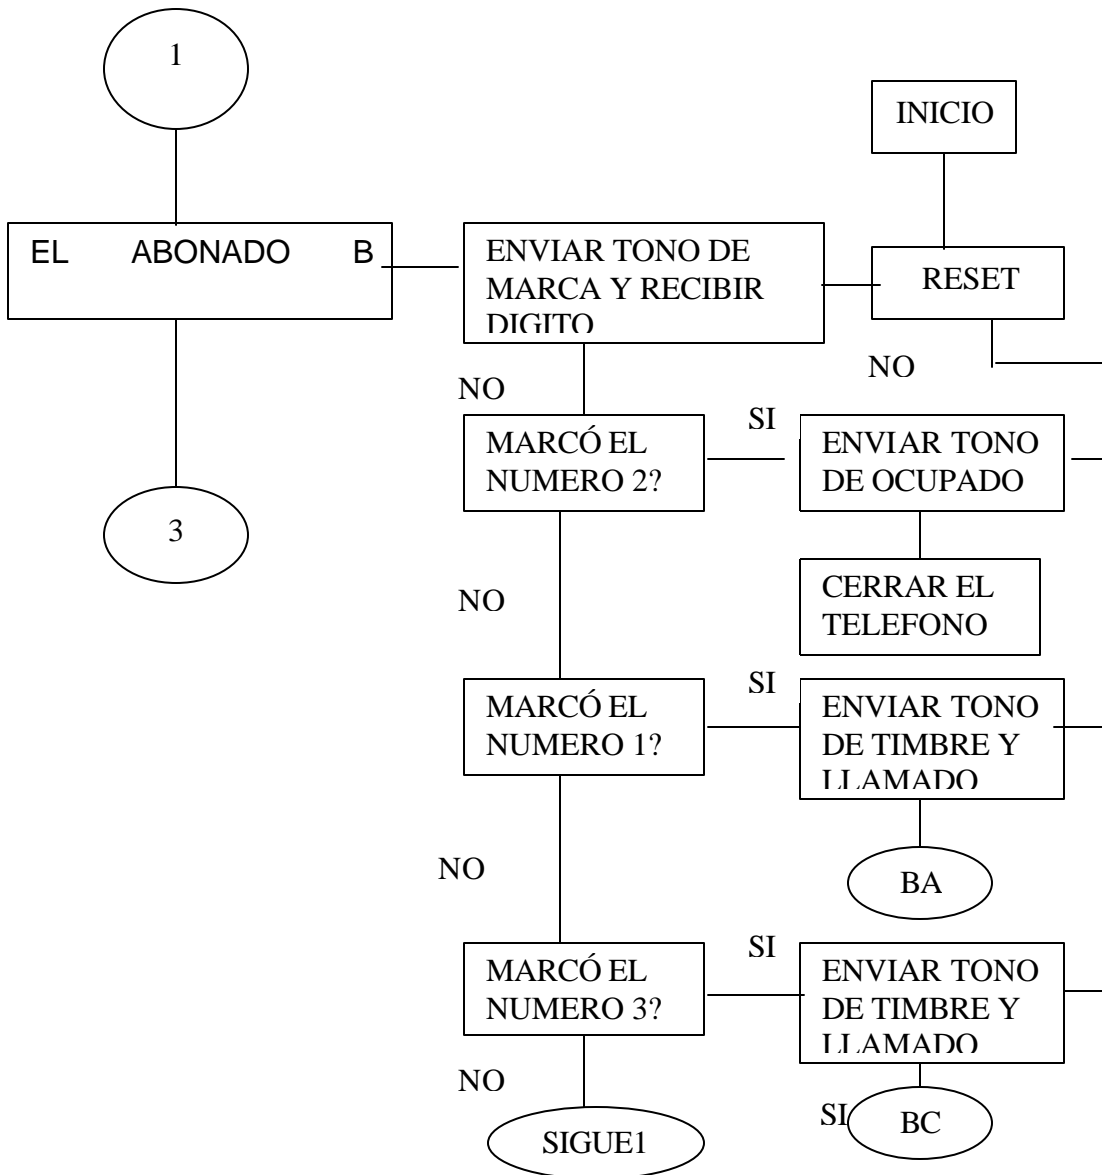 1
INICIO
EL ABONADO B
ENVIAR TONO DE
MARCA Y RECIBIR
DIGITO
RESET
NO
NO
MARCÓ EL
NUMERO 2?
SI
ENVIAR TONO
DE OCUPADO
3
CERRAR EL
TELEFONO
NO
MARCÓ EL
NUMERO 1?
SI
ENVIAR TONO
DE TIMBRE Y
LLAMADO
NO
BA
MARCÓ EL
NUMERO 3?
SI
ENVIAR TONO
DE TIMBRE Y
LLAMADO
NO
SI
BC
SIGUE1